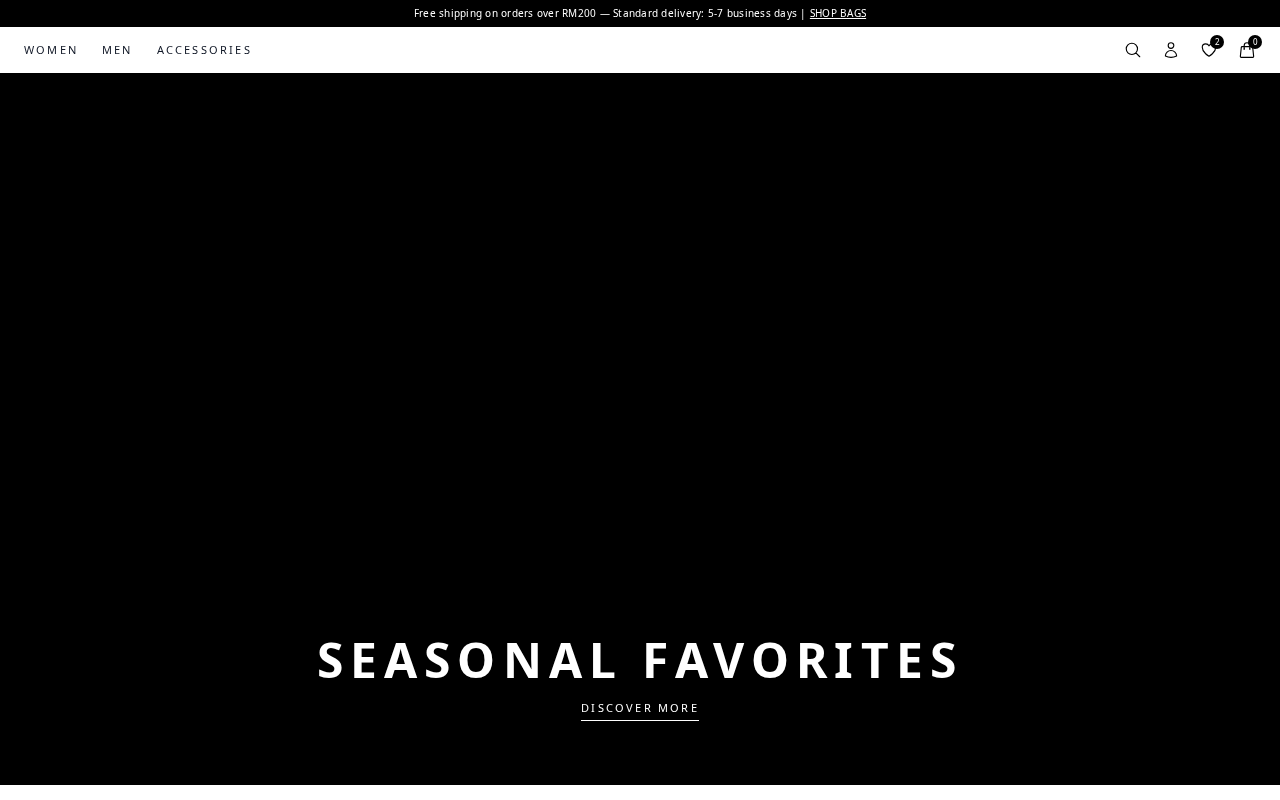 Free shipping on orders over RM200 — Standard delivery: 5-7 business days | SHOP BAGS
WOMEN MEN ACCESSORIES 2 0
SEASONAL FAVORITES
DISCOVER MORE